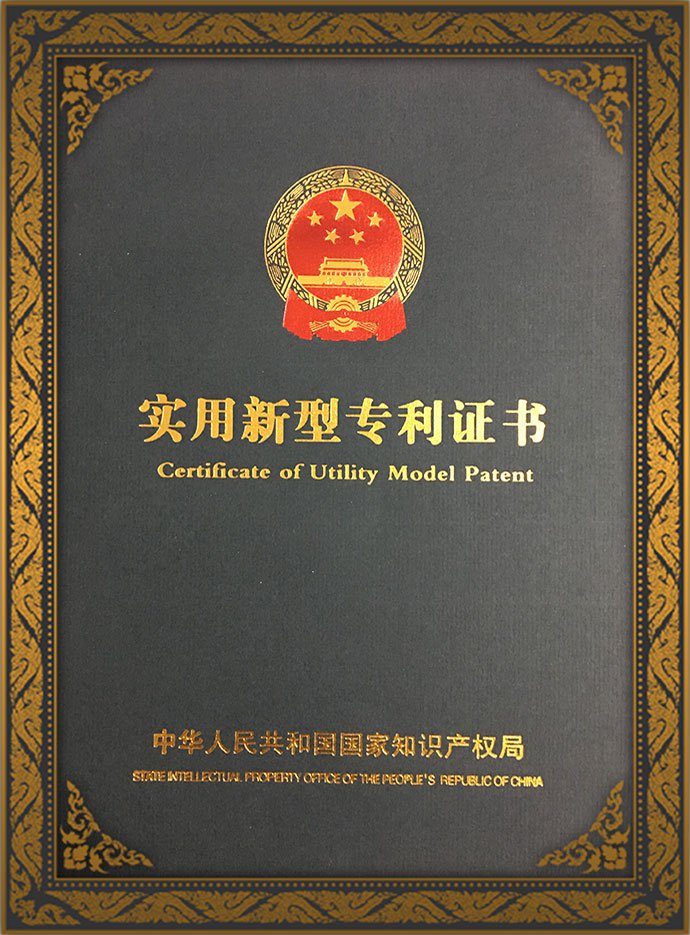 实用新型专利证书
Certificate of Utility Model Patent
中华人民共和国国家知识产权局
STATE INTELLECTUAL PROPERTY OFFICE OF THE PEOPLE'S REPUBLIC OF CHINA